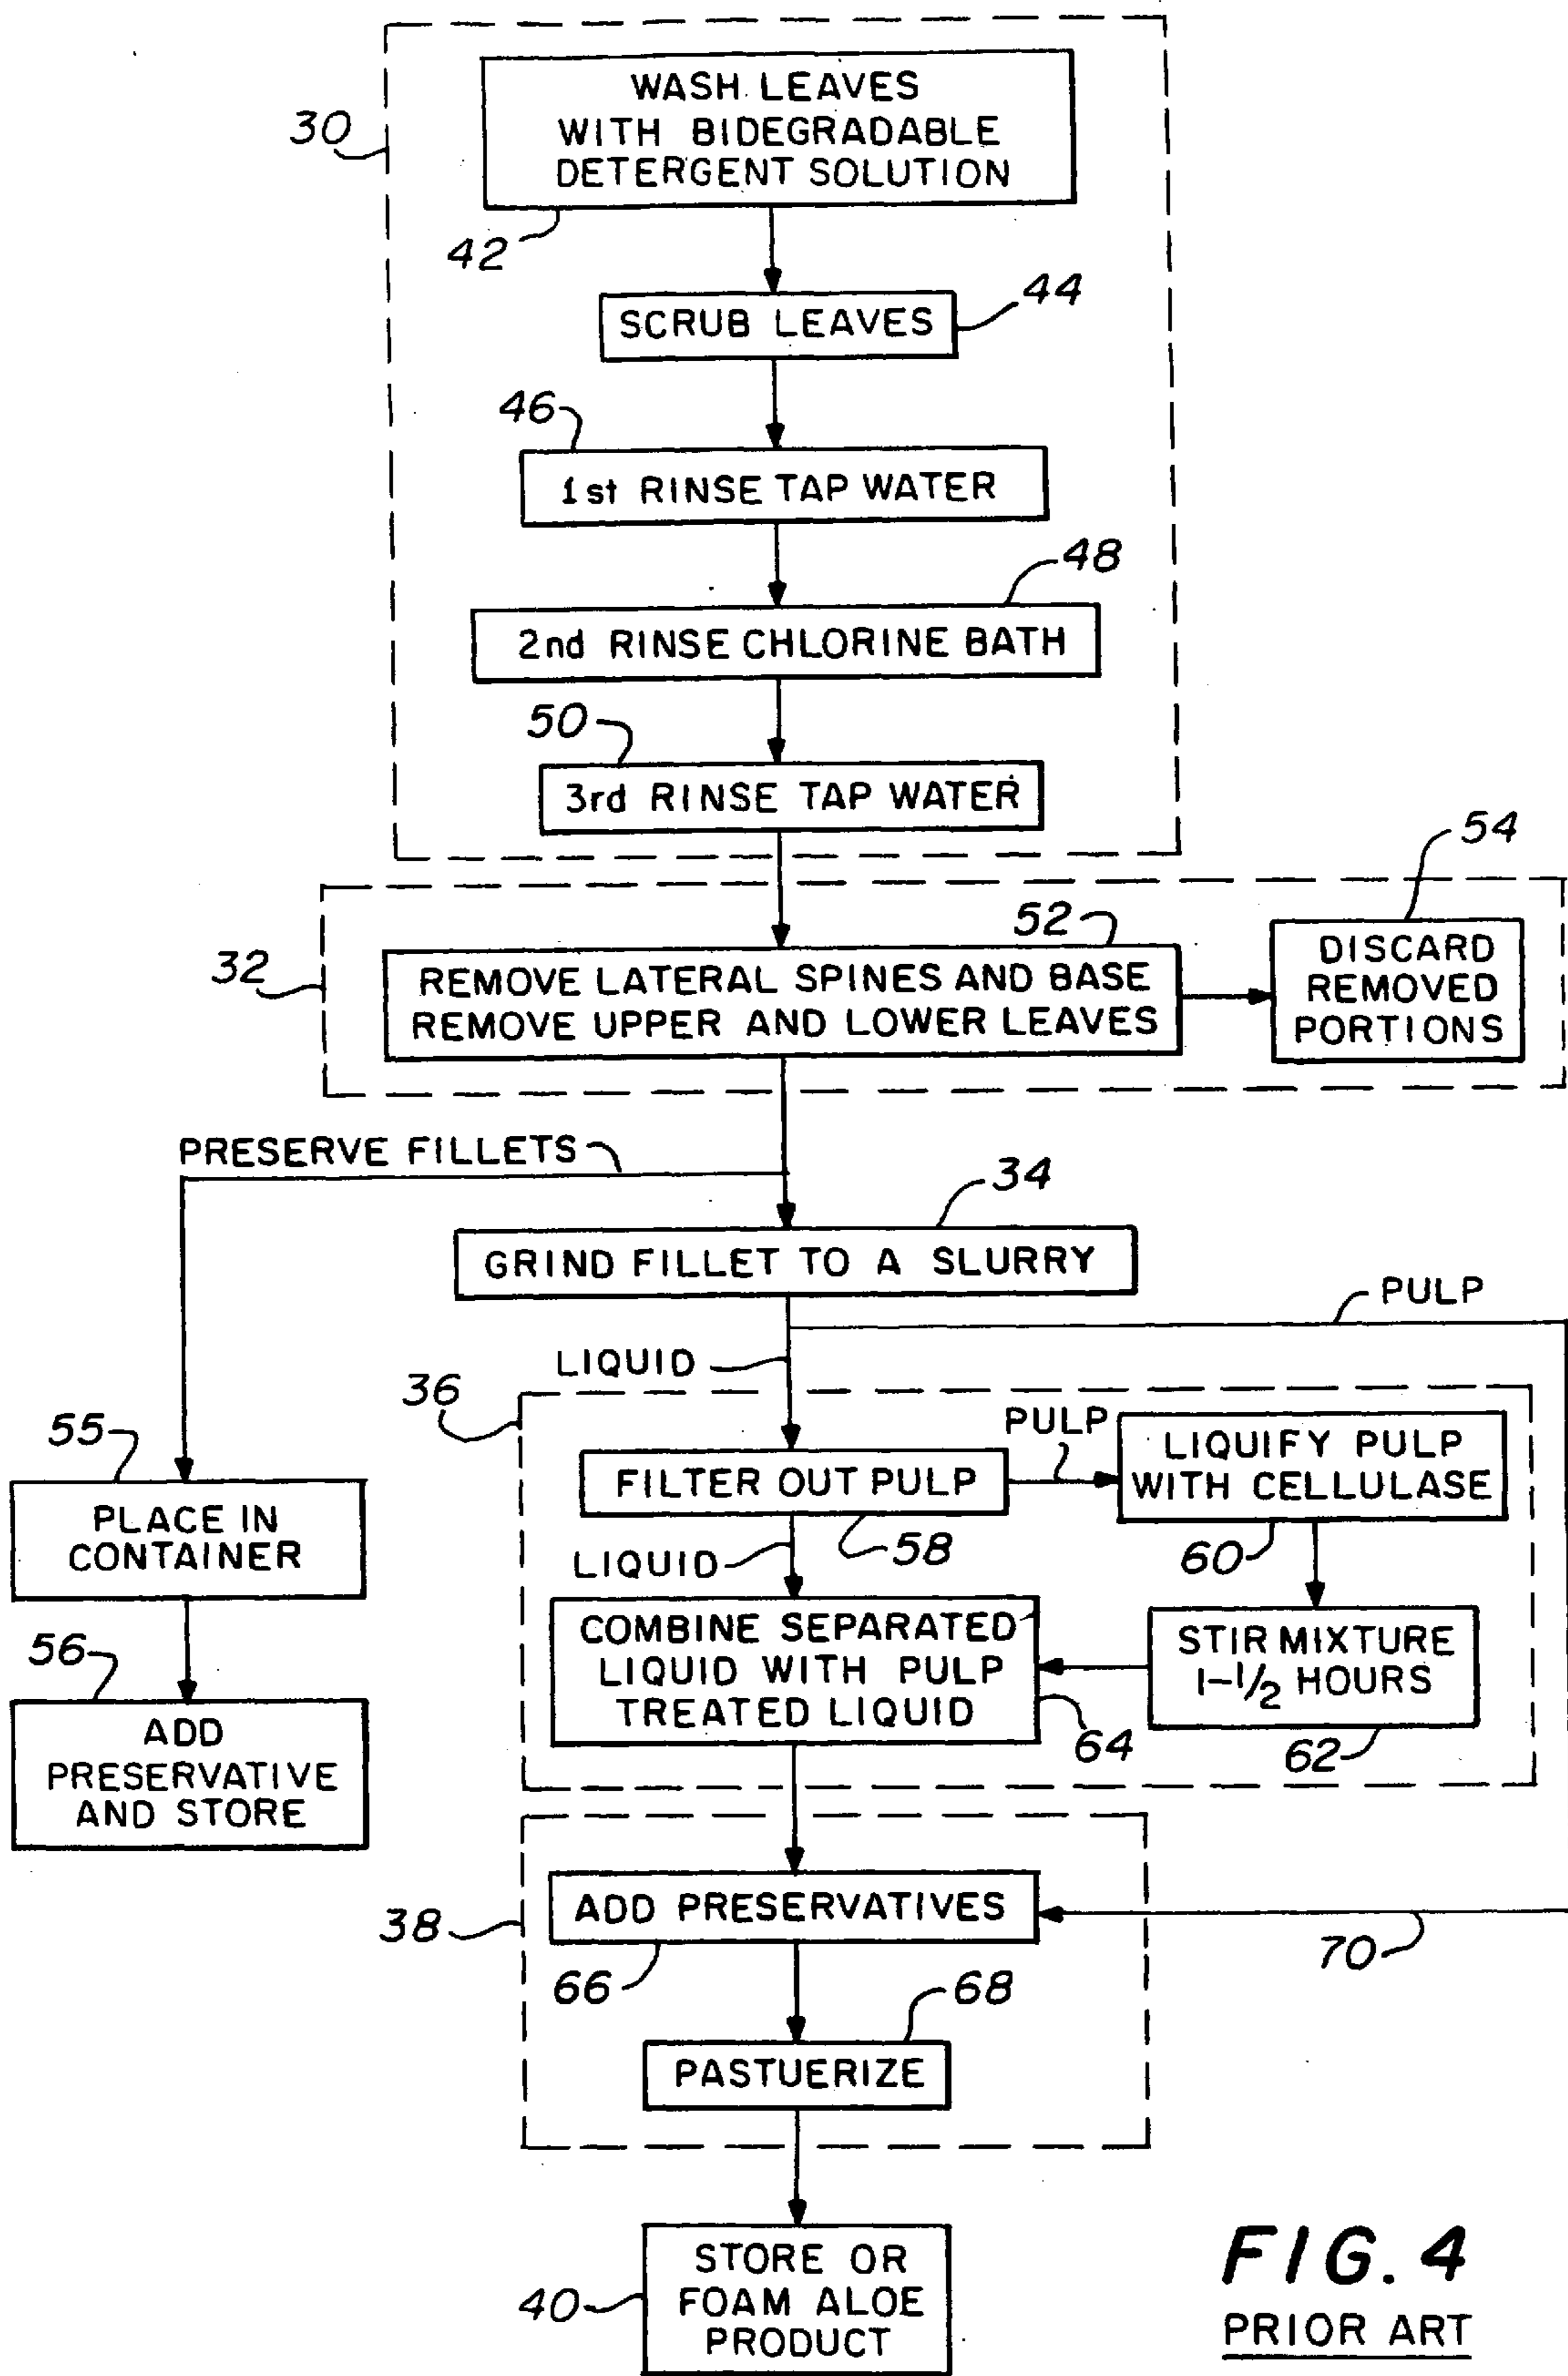 30
WASH LEAVES
WITH BIDEGRADABLE
DETERGENT SOLUTION
42
SCRUB LEAVES
44
46
1st RINSE TAP WATER
48
2nd RINSE CHLORINE BATH
50
3rd RINSE TAP WATER
54
32
52
REMOVE LATERAL SPINES AND BASE
REMOVE UPPER AND LOWER LEAVES
DISCARD
REMOVED
PORTIONS
PRESERVE FILLETS
34
GRIND FILLET TO A SLURRY
PULP
LIQUID
36
55
PLACE IN
CONTAINER
56
ADD
PRESERVATIVE
AND STORE
FILTER OUT PULP
58
PULP
LIQUIFY PULP
WITH CELLULASE
60
LIQUID
COMBINE SEPARATED
LIQUID WITH PULP
TREATED LIQUID
64
STIR MIXTURE
1-1/2 HOURS
62
38
ADD PRESERVATIVES
66
70
68
PASTUERIZE
40
STORE OR
FOAM ALOE
PRODUCT
FIG. 4
PRIOR ART